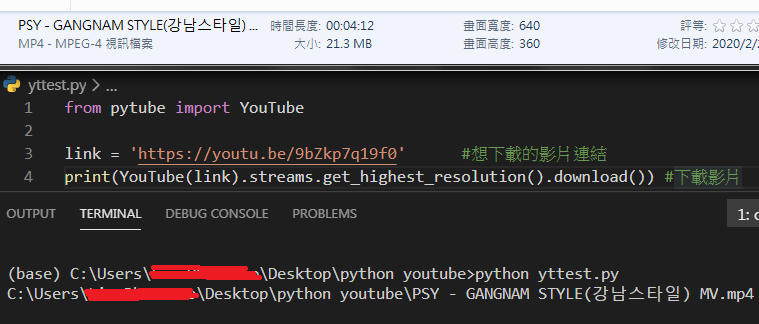 PSY - GANGNAM STYLE(강남스타일) ... 時間長度: 00:04:12 畫面寬度: 640 評等:
MP4 - MPEG-4 視訊檔案 大小: 21.3 MB 畫面高度: 360 修改日期: 2020/2/
yttest.py > ...
1 from pytube import YouTube
2
3 link = 'https://youtu.be/9bZkp7q19f0' #想下載的影片連結
4 print(YouTube(link).streams.get_highest_resolution().download()) #下載影片
OUTPUT TERMINAL DEBUG CONSOLE PROBLEMS 1:
(base) C:\Users\ \Desktop\python youtube>python yttest.py
C:\Users\ \Desktop\python youtube\PSY - GANGNAM STYLE(강남스타일) MV.mp4